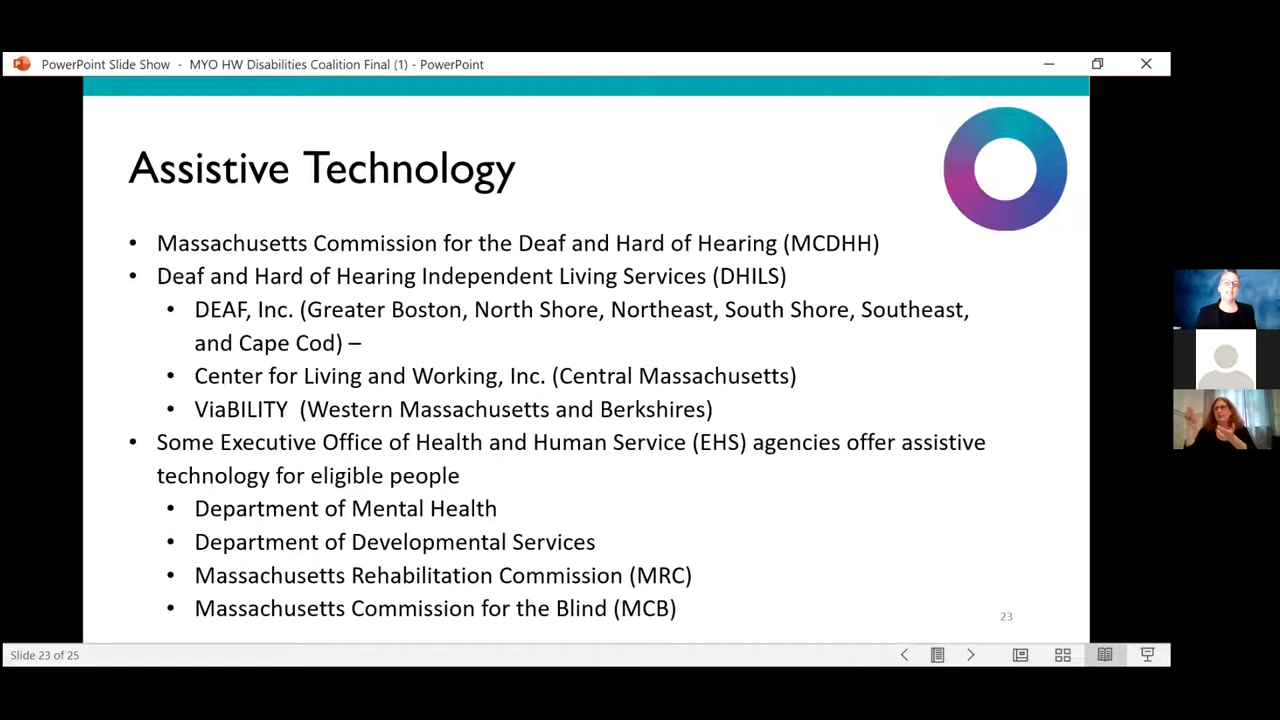 PowerPoint Slide Show - MYO HW Disabilities Coalition Final (1) - PowerPoint
Assistive Technology
• Massachusetts Commission for the Deaf and Hard of Hearing (MCDHH)
• Deaf and Hard of Hearing Independent Living Services (DHILS)
• DEAF, Inc. (Greater Boston, North Shore, Northeast, South Shore, Southeast,
and Cape Cod) –
• Center for Living and Working, Inc. (Central Massachusetts)
• ViaBILITY (Western Massachusetts and Berkshires)
• Some Executive Office of Health and Human Service (EHS) agencies offer assistive
technology for eligible people
• Department of Mental Health
• Department of Developmental Services
• Massachusetts Rehabilitation Commission (MRC)
• Massachusetts Commission for the Blind (MCB)
23
Slide 23 of 25